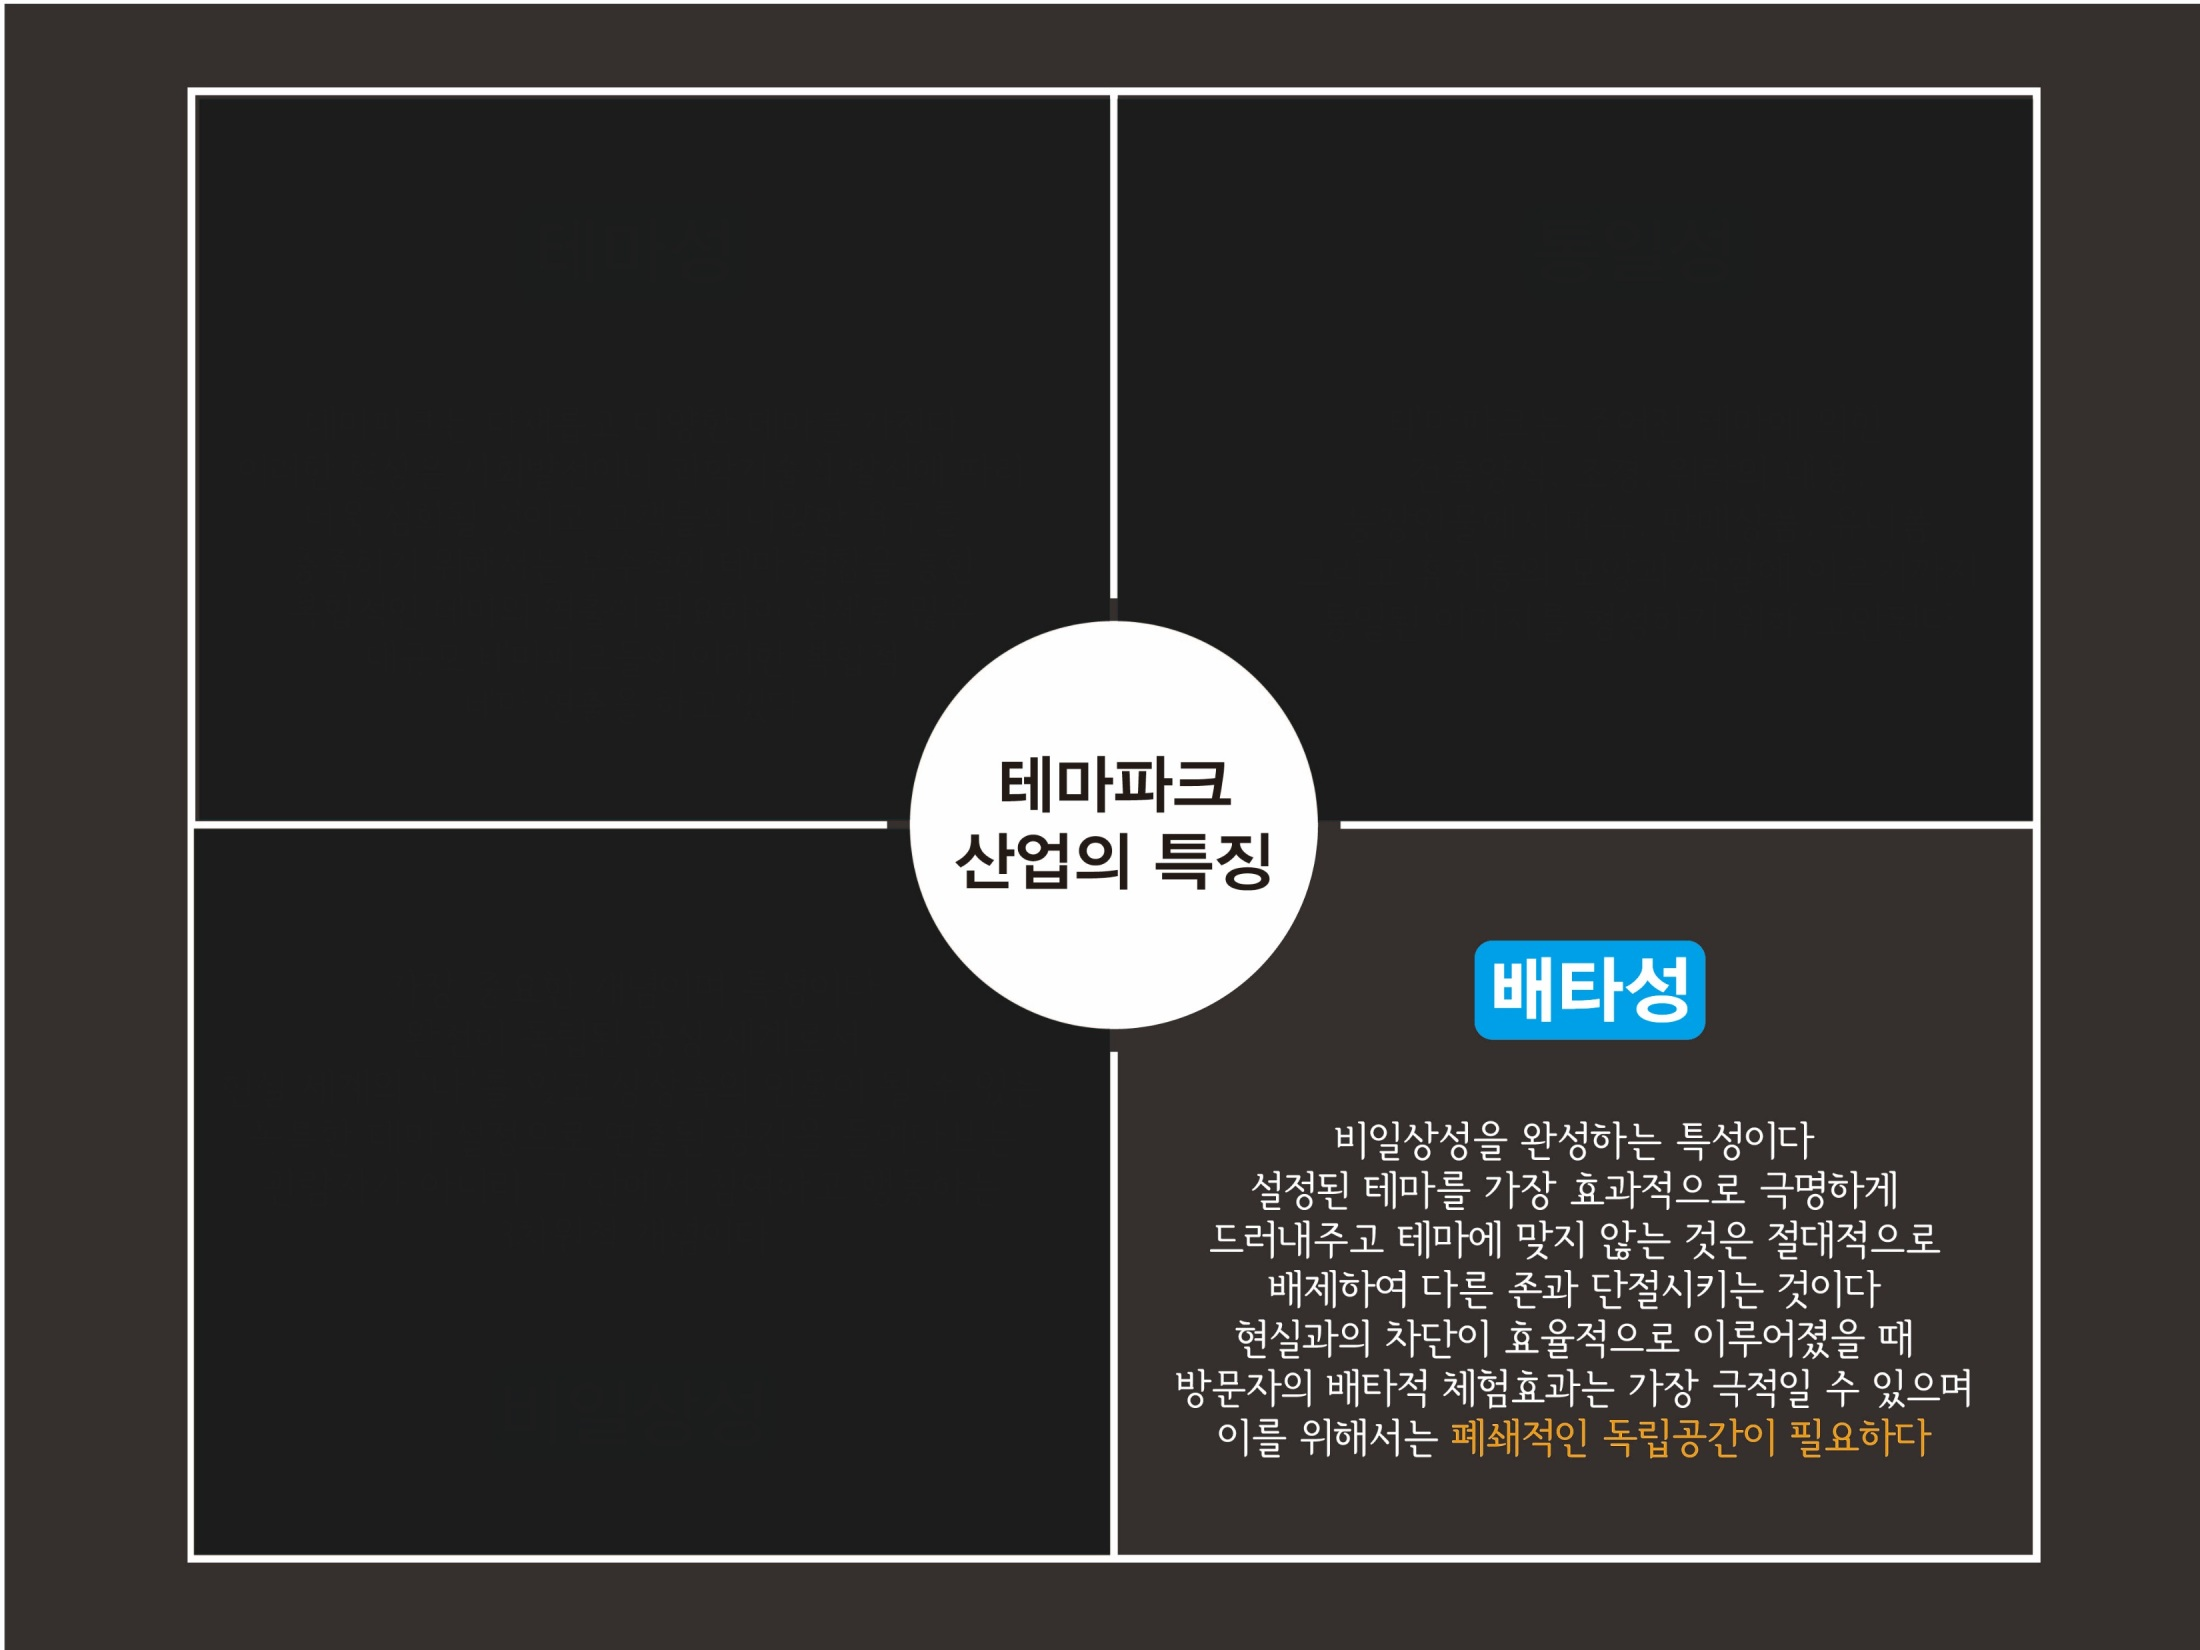 테마파크
산업의 특징
배타성
비일상성을 완성하는 특성이다
설정된 테마를 가장 효과적으로 극명하게
드러내주고 테마에 맞지 않는 것은 절대적으로
배제하여 다른 존과 단절시키는 것이다
현실과의 차단이 효율적으로 이루어졌을 때
방문자의 배타적 체험효과는 가장 극적일 수 있으며
이를 위해서는 폐쇄적인 독립공간이 필요하다